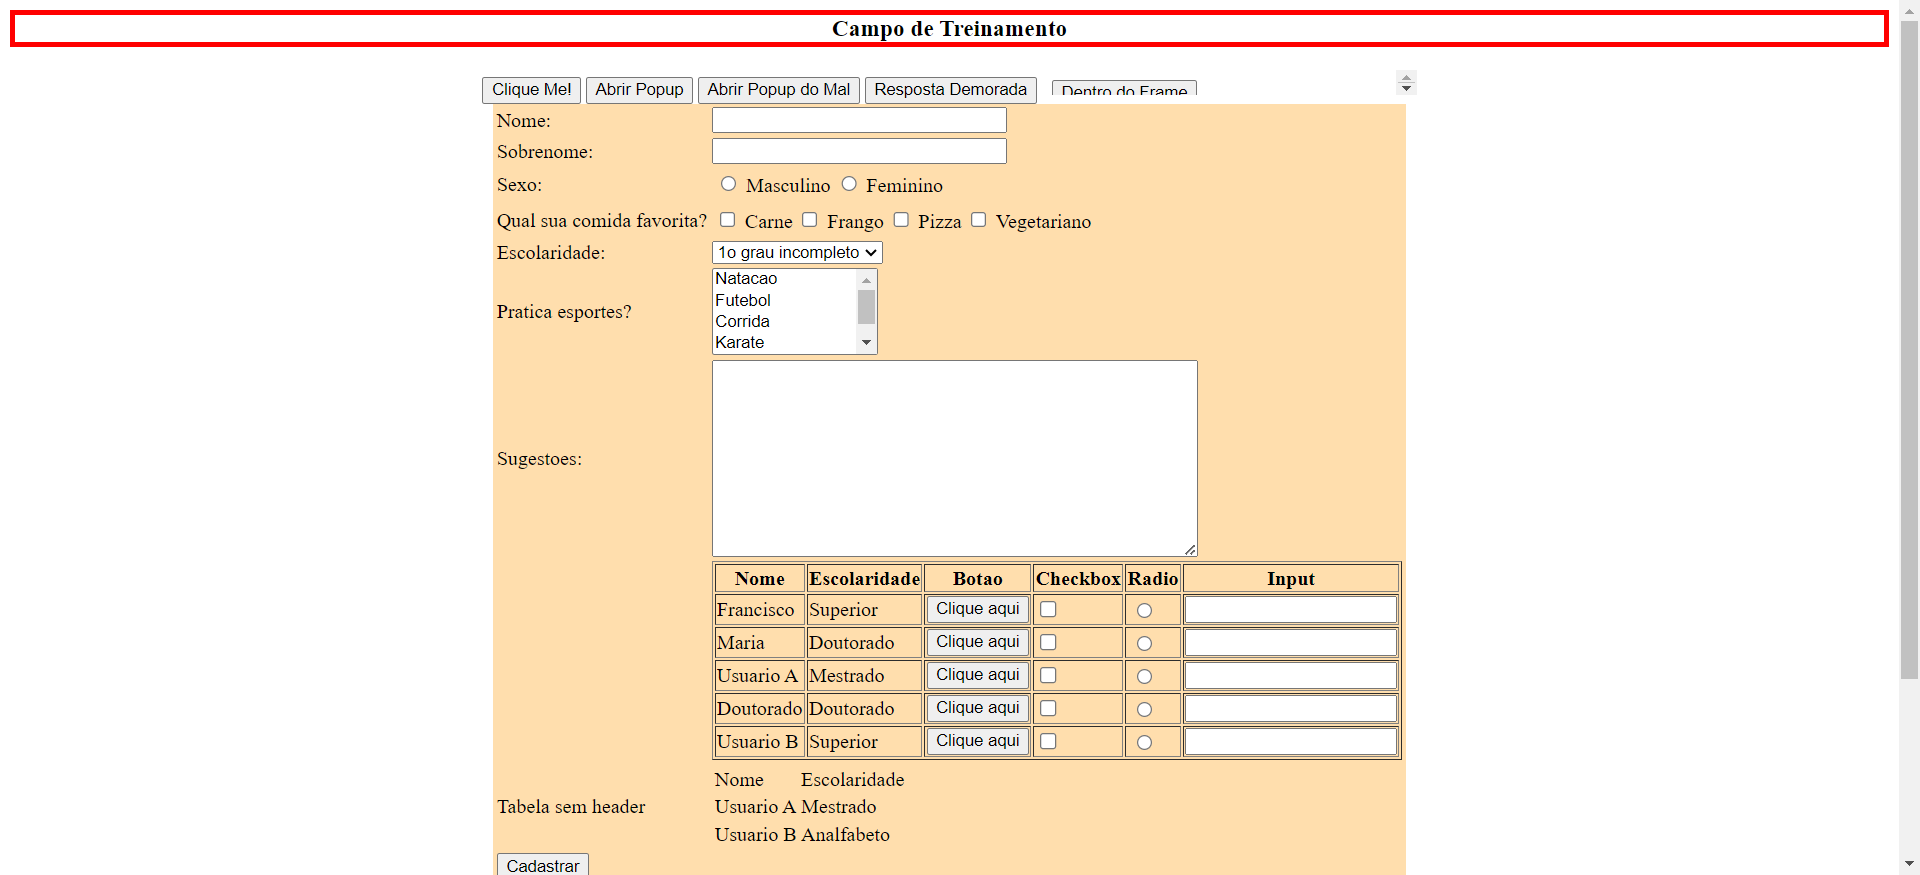 Campo de Treinamento
Clique Me! Abrir Popup Abrir Popup do Mal Resposta Demorada Dentro do Frame
Nome:
Sobrenome:
Sexo: Masculino Feminino
Qual sua comida favorita? Carne Frango Pizza Vegetariano
Escolaridade: 1o grau incompleto
Pratica esportes?
Natacao
Futebol
Corrida
Karate
Sugestoes:
Nome Escolaridade Botao Checkbox Radio Input
Francisco Superior Clique aqui
Maria Doutorado Clique aqui
Usuario A Mestrado Clique aqui
Doutorado Doutorado Clique aqui
Usuario B Superior Clique aqui
Tabela sem header
Nome Escolaridade
Usuario A Mestrado
Usuario B Analfabeto
Cadastrar